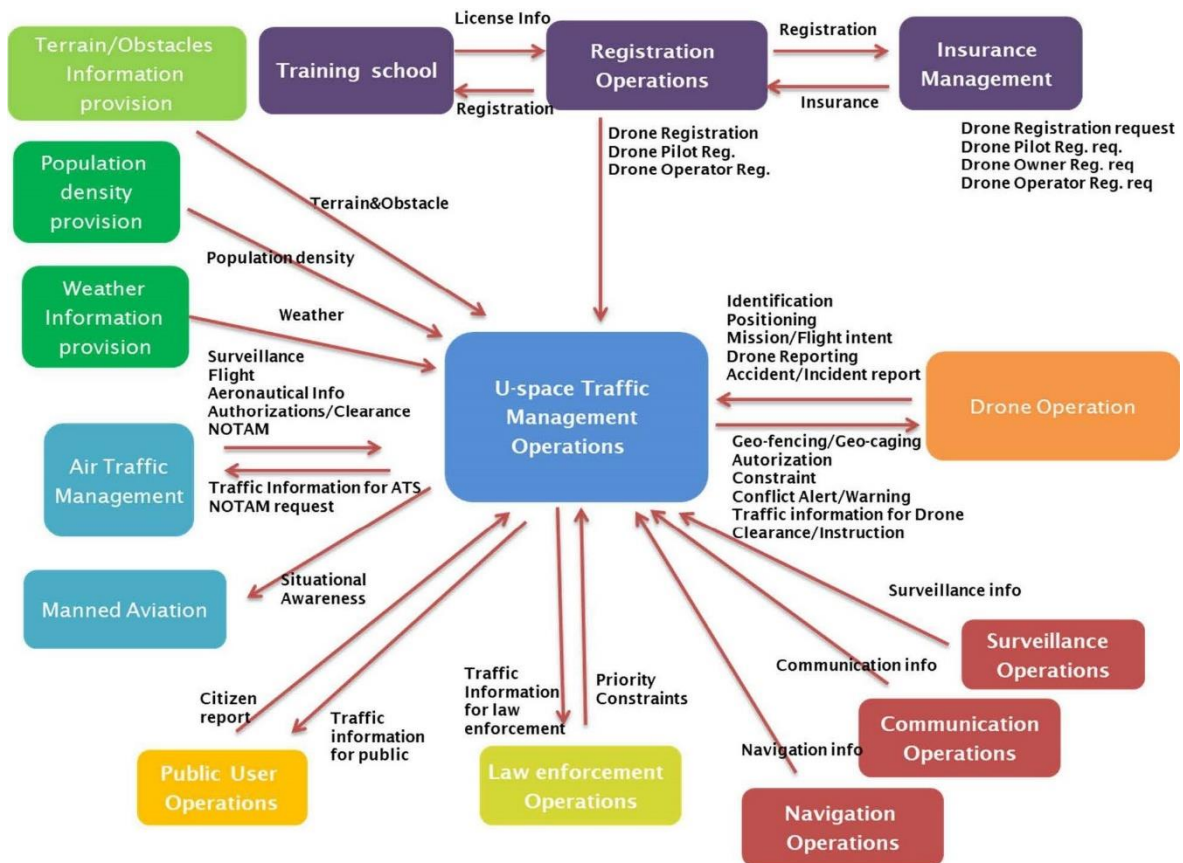 License Info
Terrain/Obstacles
Information
provision
Training school
Registration
Operations
Registration
Insurance
Management
Registration
Insurance
Drone Registration
Drone Pilot Reg.
Drone Operator Reg.
Drone Registration request
Drone Pilot Reg. req.
Drone Owner Reg. req
Drone Operator Reg. req
Population
density
provision
Terrain&Obstacle
Population density
Weather
Information
provision
Weather
Surveillance
Flight
Aeronautical Info
Authorizations/Clearance
NOTAM
U-space Traffic
Management
Operations
Identification
Positioning
Mission/Flight intent
Drone Reporting
Accident/Incident report
Drone Operation
Geo-fencing/Geo-caging
Autorization
Constraint
Conflict Alert/Warning
Traffic information for Drone
Clearance/Instruction
Air Traffic
Management
Traffic Information for ATS
NOTAM request
Manned Aviation
Situational
Awareness
Surveillance info
Surveillance
Operations
Communication info
Communication
Operations
Citizen
report
Traffic
information
for public
Traffic
Information
for law
enforcement
Priority
Constraints
Navigation info
Public User
Operations
Law enforcement
Operations
Navigation
Operations